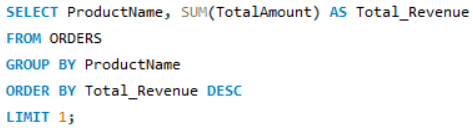 SELECT ProductName, SUM(TotalAmount) AS Total_Revenue
FROM ORDERS
GROUP BY ProductName
ORDER BY Total_Revenue DESC
LIMIT 1;